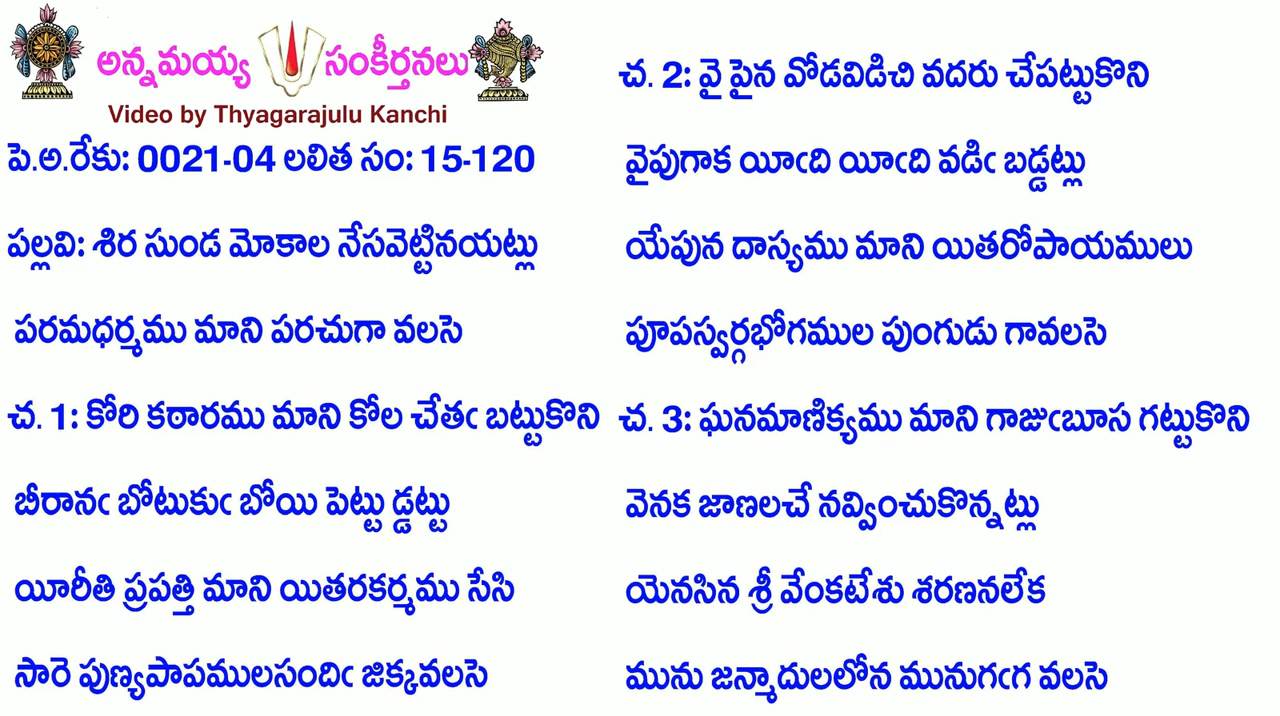 అన్నమయ్య సంకీర్తనలు
Video by Thyagarajulu Kanchi
పె.అ.రేకు: 0021-04 లలిత సం: 15-120
పల్లవి: శిర సుండ మోకాల నేసవెట్టినయట్లు
పరమధర్మము మాని పరచుగా వలసె
చ. 1: కోరి కఠారము మాని కోల చేతఁ బట్టుకొని
బీరానఁ బోటుకుఁ బోయి పెట్టు డ్డట్టు
యీరీతి ప్రపత్తి మాని యితరకర్మము సేసి
సారె పుణ్యపాపములసందిఁ జిక్కవలసె
చ. 2: వై పైన వోడవిడిచి వదరు చేపట్టుకొని
వైపుగాక యీఁది యీఁది వడిఁ బడ్డట్లు
యేపున దాస్యము మాని యితరోపాయములు
పూపస్వర్గభోగముల పుంగుడు గావలసె
చ. 3: ఘనమాణిక్యము మాని గాజుఁబూస గట్టుకొని
వెనక జాణలచే నవ్వించుకొన్నట్లు
యెనసిన శ్రీ వేంకటేశు శరణనలేక
మును జన్మాదులలోన మునుగఁగ వలసె